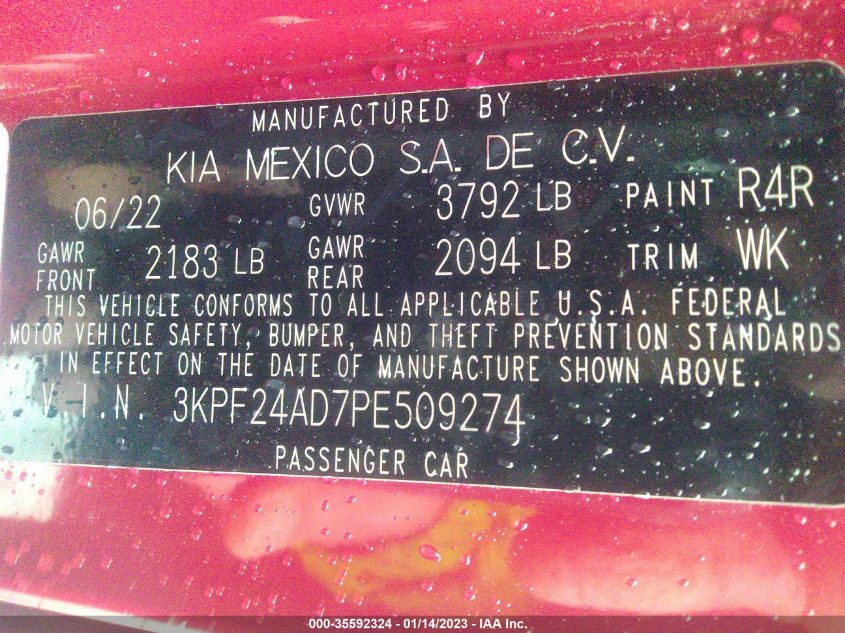 MANUFACTURED BY
KIA MEXICO S.A. DE C.V.
06/22 GVWR 3792 LB PAINT R4R
GAWR FRONT 2183 LB GAWR REAR 2094 LB TRIM WK
THIS VEHICLE CONFORMS TO ALL APPLICABLE U.S.A. FEDERAL
MOTOR VEHICLE SAFETY, BUMPER, AND THEFT PREVENTION STANDARDS
IN EFFECT ON THE DATE OF MANUFACTURE SHOWN ABOVE.
V.I.N. 3KPF24AD7PE509274
PASSENGER CAR
000-35592324 - 01/14/2023 - IAA Inc.